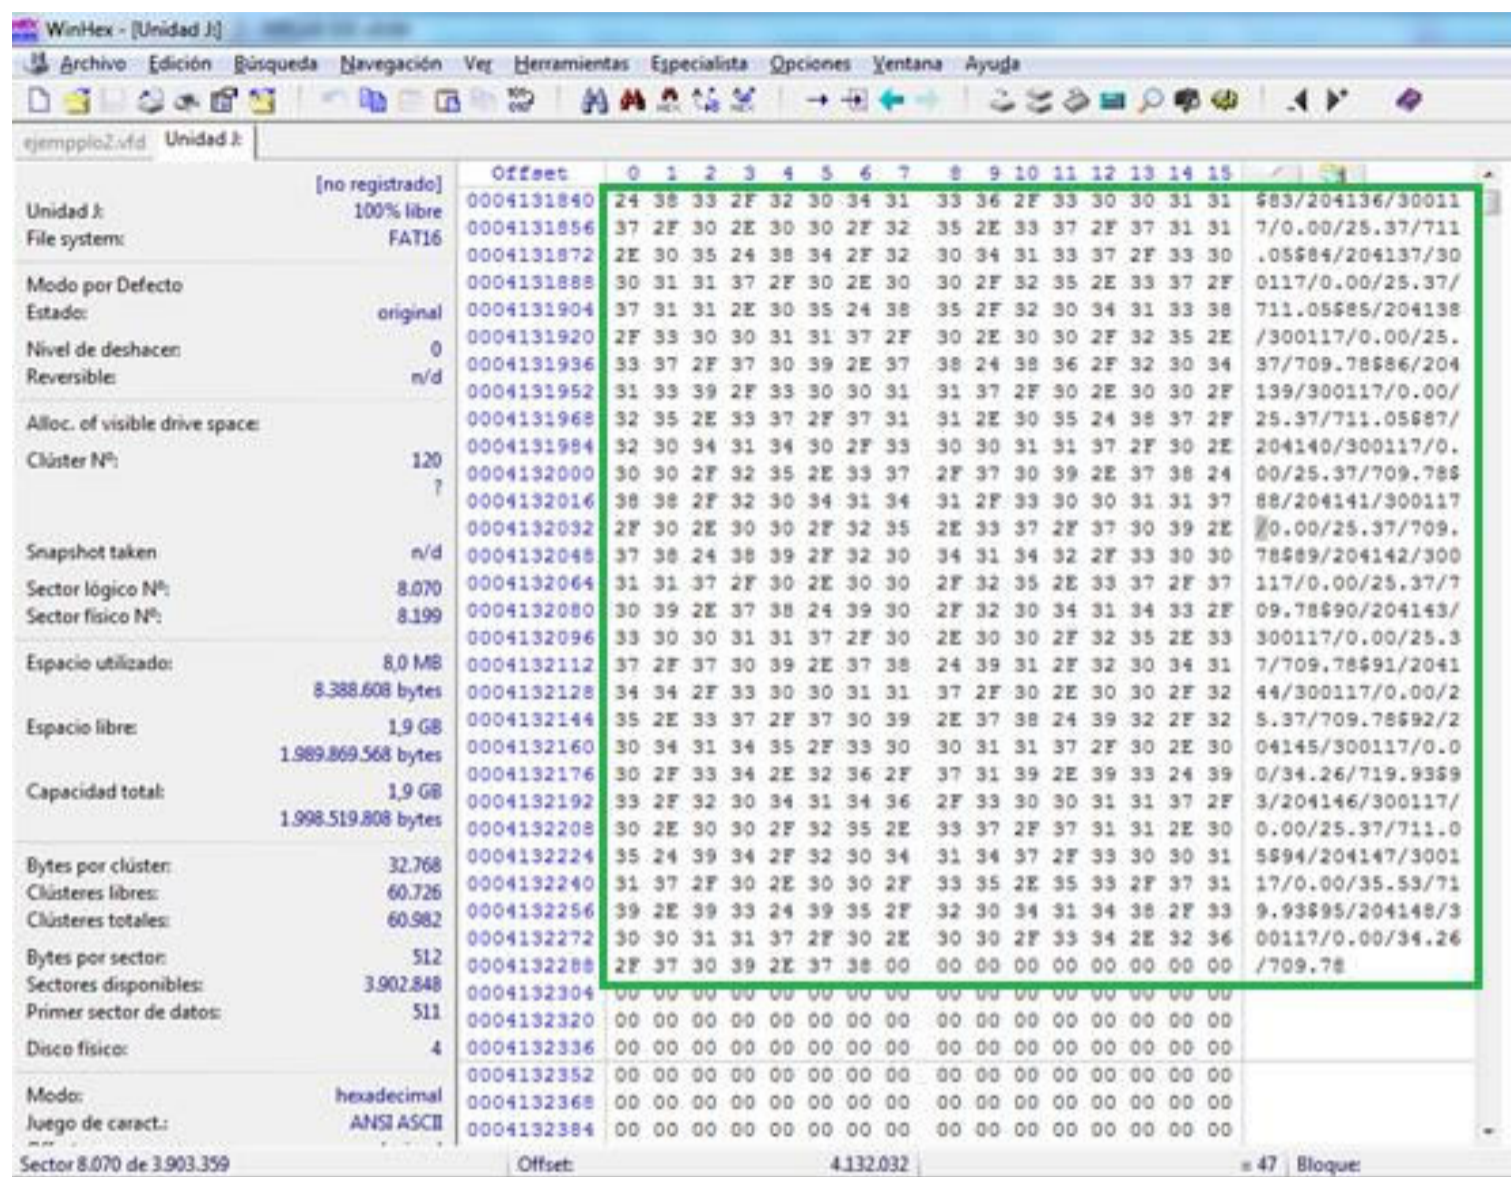 WinHex - [Unidad J:]
Archivo Edición Búsqueda Navegación Ver Herramientas Especialista Opciones Ventana Ayuda
ejempplo2.vfd Unidad J:
[no registrado]
Unidad J: 100% libre
File system: FAT16
Modo por Defecto
Estado: original
Nivel de deshacer: 0
Reversible: n/d
Alloc. of visible drive space:
Clúster Nº: 120
?
Snapshot taken n/d
Sector lógico Nº: 8.070
Sector físico Nº: 8.199
Espacio utilizado: 8,0 MB
8.388.608 bytes
Espacio libre: 1,9 GB
1.989.869.568 bytes
Capacidad total: 1,9 GB
1.998.519.808 bytes
Bytes por clúster: 32.768
Clústeres libres: 60.726
Clústeres totales: 60.982
Bytes por sector: 512
Sectores disponibles: 3.902.848
Primer sector de datos: 511
Disco físico: 4
Modo: hexadecimal
Juego de caract.: ANSI ASCII
Offset 0 1 2 3 4 5 6 7 8 9 10 11 12 13 14 15
0004131840 24 38 33 2F 32 30 34 31 33 36 2F 33 30 30 31 31 $83/204136/30011
0004131856 37 2F 30 2E 30 30 2F 32 35 2E 33 37 2F 37 31 31 7/0.00/25.37/711
0004131872 2E 30 35 24 38 34 2F 32 30 34 31 33 37 2F 33 30 .05$84/204137/30
0004131888 30 31 31 37 2F 30 2E 30 30 2F 32 35 2E 33 37 2F 0117/0.00/25.37/
0004131904 37 31 31 2E 30 35 24 38 35 2F 32 30 34 31 33 38 711.05$85/204138
0004131920 2F 33 30 30 31 31 37 2F 30 2E 30 30 2F 32 35 2E /300117/0.00/25.
0004131936 33 37 2F 37 30 39 2E 37 38 24 38 36 2F 32 30 34 37/709.78$86/204
0004131952 31 33 39 2F 33 30 30 31 31 37 2F 30 2E 30 30 2F 139/300117/0.00/
0004131968 32 35 2E 33 37 2F 37 31 31 2E 30 35 24 38 37 2F 25.37/711.05$87/
0004131984 32 30 34 31 34 30 2F 33 30 30 31 31 37 2F 30 2E 204140/300117/0.
0004132000 30 30 2F 32 35 2E 33 37 2F 37 30 39 2E 37 38 24 00/25.37/709.78$
0004132016 38 38 2F 32 30 34 31 34 31 2F 33 30 30 31 31 37 88/204141/300117
0004132032 2F 30 2E 30 30 2F 32 35 2E 33 37 2F 37 30 39 2E /0.00/25.37/709.
0004132048 37 38 24 38 39 2F 32 30 34 31 34 32 2F 33 30 30 78$89/204142/300
0004132064 31 31 37 2F 30 2E 30 30 2F 32 35 2E 33 37 2F 37 117/0.00/25.37/7
0004132080 30 39 2E 37 38 24 39 30 2F 32 30 34 31 34 33 2F 09.78$90/204143/
0004132096 33 30 30 31 31 37 2F 30 2E 30 30 2F 32 35 2E 33 300117/0.00/25.3
0004132112 37 2F 37 30 39 2E 37 38 24 39 31 2F 32 30 34 31 7/709.78$91/2041
0004132128 34 34 2F 33 30 30 31 31 37 2F 30 2E 30 30 2F 32 44/300117/0.00/2
0004132144 35 2E 33 37 2F 37 30 39 2E 37 38 24 39 32 2F 32 5.37/709.78$92/2
0004132160 30 34 31 34 35 2F 33 30 30 31 31 37 2F 30 2E 30 04145/300117/0.0
0004132176 30 2F 33 34 2E 32 36 2F 37 31 39 2E 39 33 24 39 0/34.26/719.93$9
0004132192 33 2F 32 30 34 31 34 36 2F 33 30 30 31 31 37 2F 3/204146/300117/
0004132208 30 2E 30 30 2F 32 35 2E 33 37 2F 37 31 31 2E 30 0.00/25.37/711.0
0004132224 35 24 39 34 2F 32 30 34 31 34 37 2F 33 30 30 31 5$94/204147/3001
0004132240 31 37 2F 30 2E 30 30 2F 33 35 2E 35 33 2F 37 31 17/0.00/35.53/71
0004132256 39 2E 39 33 24 39 35 2F 32 30 34 31 34 38 2F 33 9.93$95/204148/3
0004132272 30 30 31 31 37 2F 30 2E 30 30 2F 33 34 2E 32 36 00117/0.00/34.26
0004132288 2F 37 30 39 2E 37 38 00 00 00 00 00 00 00 00 00 /709.78
0004132304 00 00 00 00 00 00 00 00 00 00 00 00 00 00 00 00
0004132320 00 00 00 00 00 00 00 00 00 00 00 00 00 00 00 00
0004132336 00 00 00 00 00 00 00 00 00 00 00 00 00 00 00 00
0004132352 00 00 00 00 00 00 00 00 00 00 00 00 00 00 00 00
0004132368 00 00 00 00 00 00 00 00 00 00 00 00 00 00 00 00
0004132384 00 00 00 00 00 00 00 00 00 00 00 00 00 00 00 00
Sector 8.070 de 3.903.359 Offset: 4.132.032 = 47 Bloque: